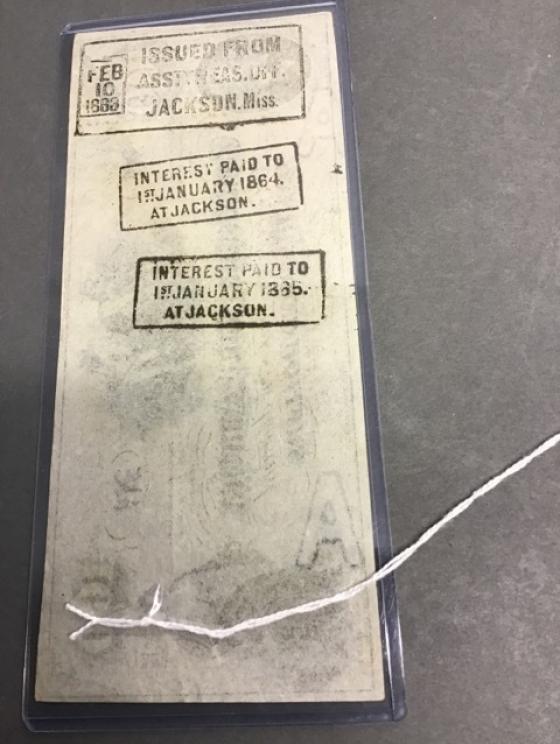 FEB
10
1863
ISSUED FROM
ASST. TREAS. OFF.
JACKSON. Miss.
INTEREST PAID TO
1ST JANUARY 1864.
AT JACKSON.
INTEREST PAID TO
1ST JANUARY 1865.
AT JACKSON.
A